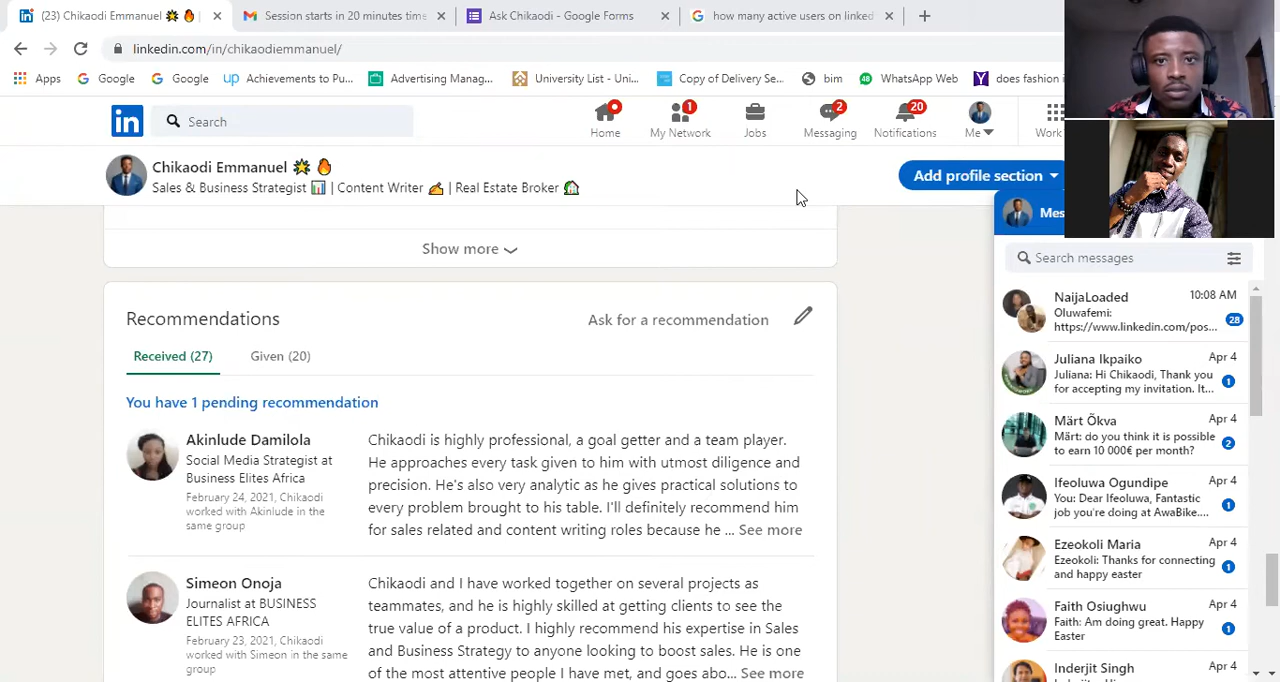 (23) Chikaodi Emmanuel
Session starts in 20 minutes time
Ask Chikaodi - Google Forms
how many active users on linked
linkedin.com/in/chikaodiemmanuel/
Apps
Google
Google
up Achievements to Pu...
Advertising Manag...
University List - Uni...
Copy of Delivery Se...
bim
48 WhatsApp Web
Y does fashion i
in
Search
Home
1
My Network
Jobs
2
Messaging
20
Notifications
Me
Work
Chikaodi Emmanuel
Sales & Business Strategist | Content Writer | Real Estate Broker
Add profile section
Mes
Show more
Search messages
Recommendations
Ask for a recommendation
Received (27)
Given (20)
You have 1 pending recommendation
Akinlude Damilola
Social Media Strategist at
Business Elites Africa
February 24, 2021, Chikaodi
worked with Akinlude in the
same group
Chikaodi is highly professional, a goal getter and a team player.
He approaches every task given to him with utmost diligence and
precision. He's also very analytic as he gives practical solutions to
every problem brought to his table. I'll definitely recommend him
for sales related and content writing roles because he ... See more
Simeon Onoja
Journalist at BUSINESS
ELITES AFRICA
February 23, 2021, Chikaodi
worked with Simeon in the same
group
Chikaodi and I have worked together on several projects as
teammates, and he is highly skilled at getting clients to see the
true value of a product. I highly recommend his expertise in Sales
and Business Strategy to anyone looking to boost sales. He is one
of the most attentive people I have met, and goes abo... See more
NaijaLoaded 10:08 AM
Oluwafemi:
https://www.linkedin.com/pos...
28
Juliana Ikpaiko Apr 4
Juliana: Hi Chikaodi, Thank you
for accepting my invitation. It...
1
Märt Õkva Apr 4
Märt: do you think it is possible
to earn 10 000€ per month?
2
Ifeoluwa Ogundipe Apr 4
You: Dear Ifeoluwa, Fantastic
job you're doing at AwaBike....
1
Ezeokoli Maria Apr 4
Ezeokoli: Thanks for connecting
and happy easter
1
Faith Osiughwu Apr 4
Faith: Am doing great. Happy
Easter
1
Inderjit Singh Apr 4